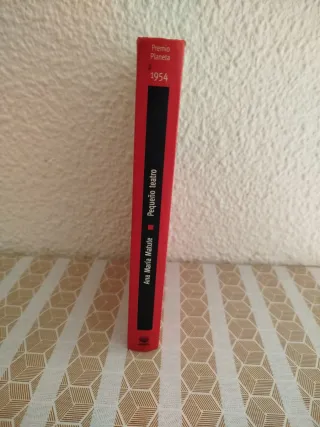 Premio
Planeta
1954
Ana María Matute ■ Pequeño teatro